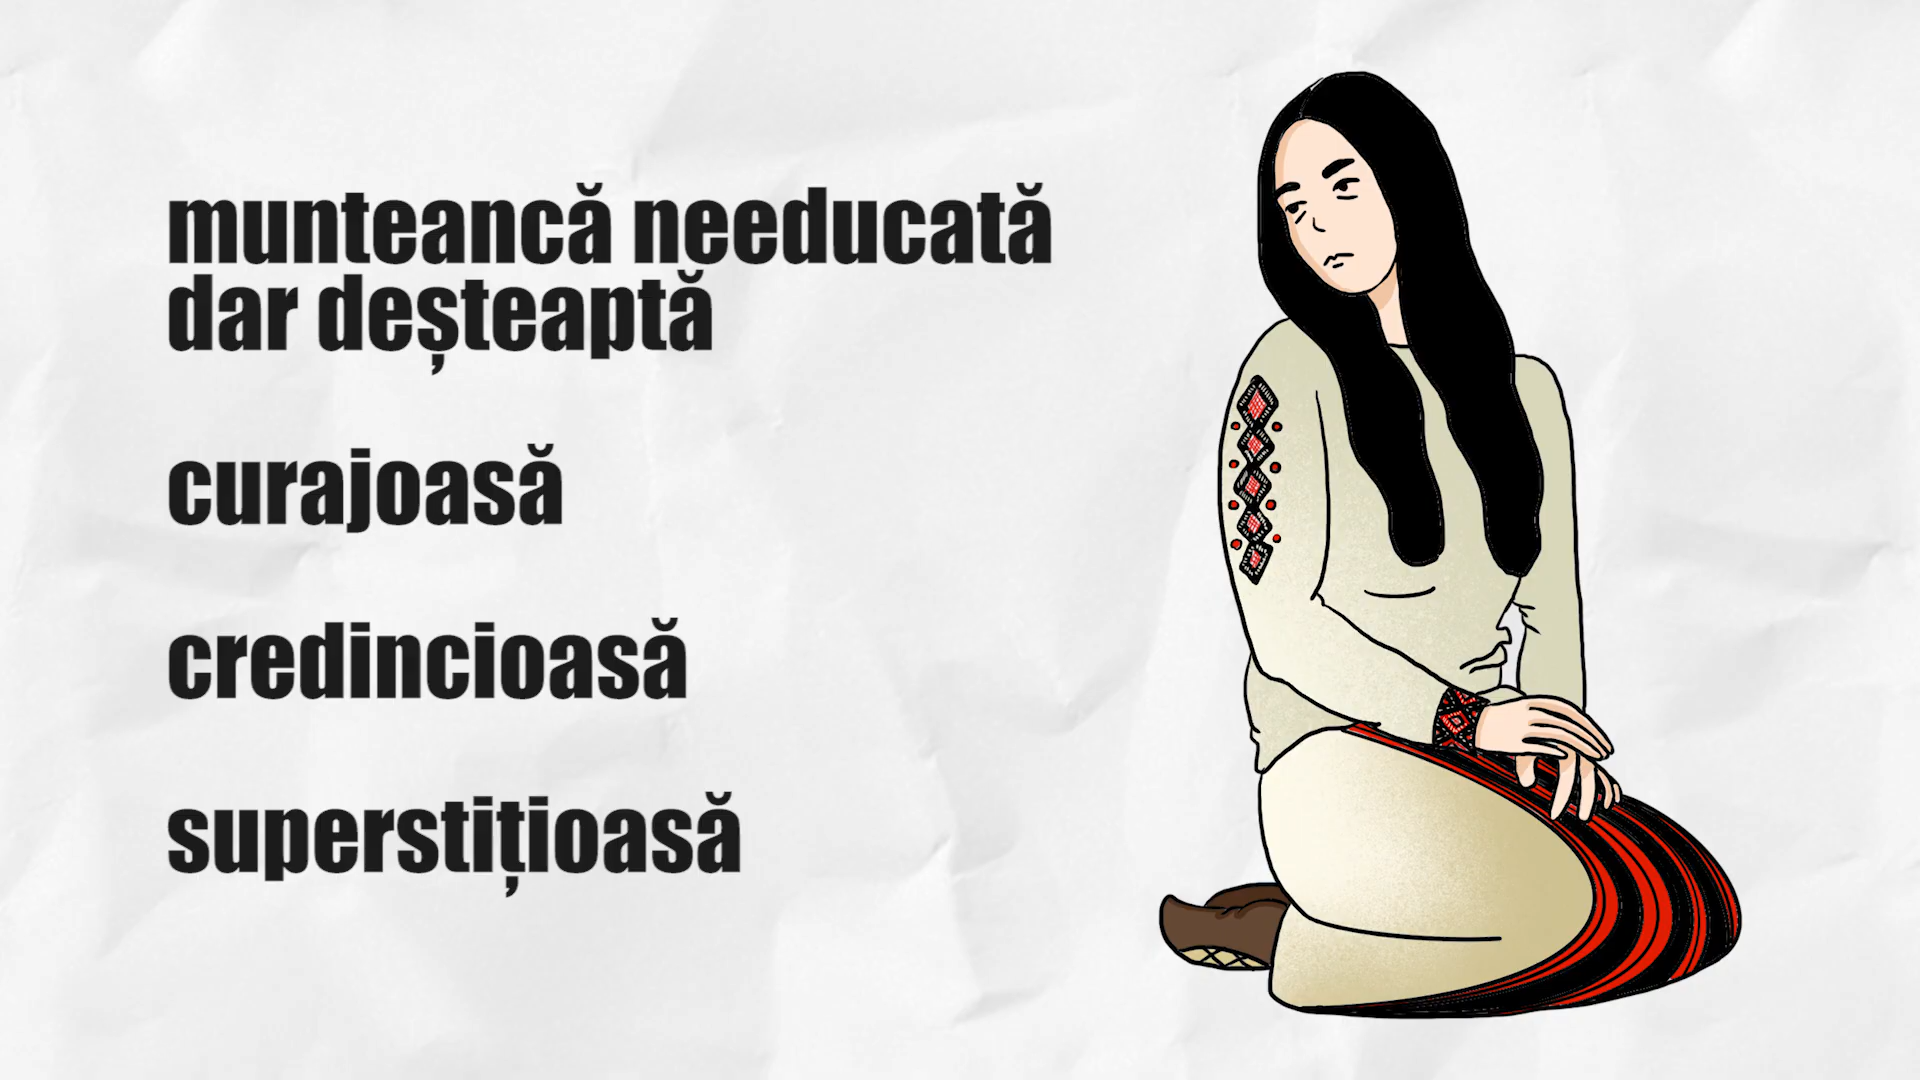 munteancă needucată
dar deșteaptă
curajoasă
credincioasă
superstițioasă